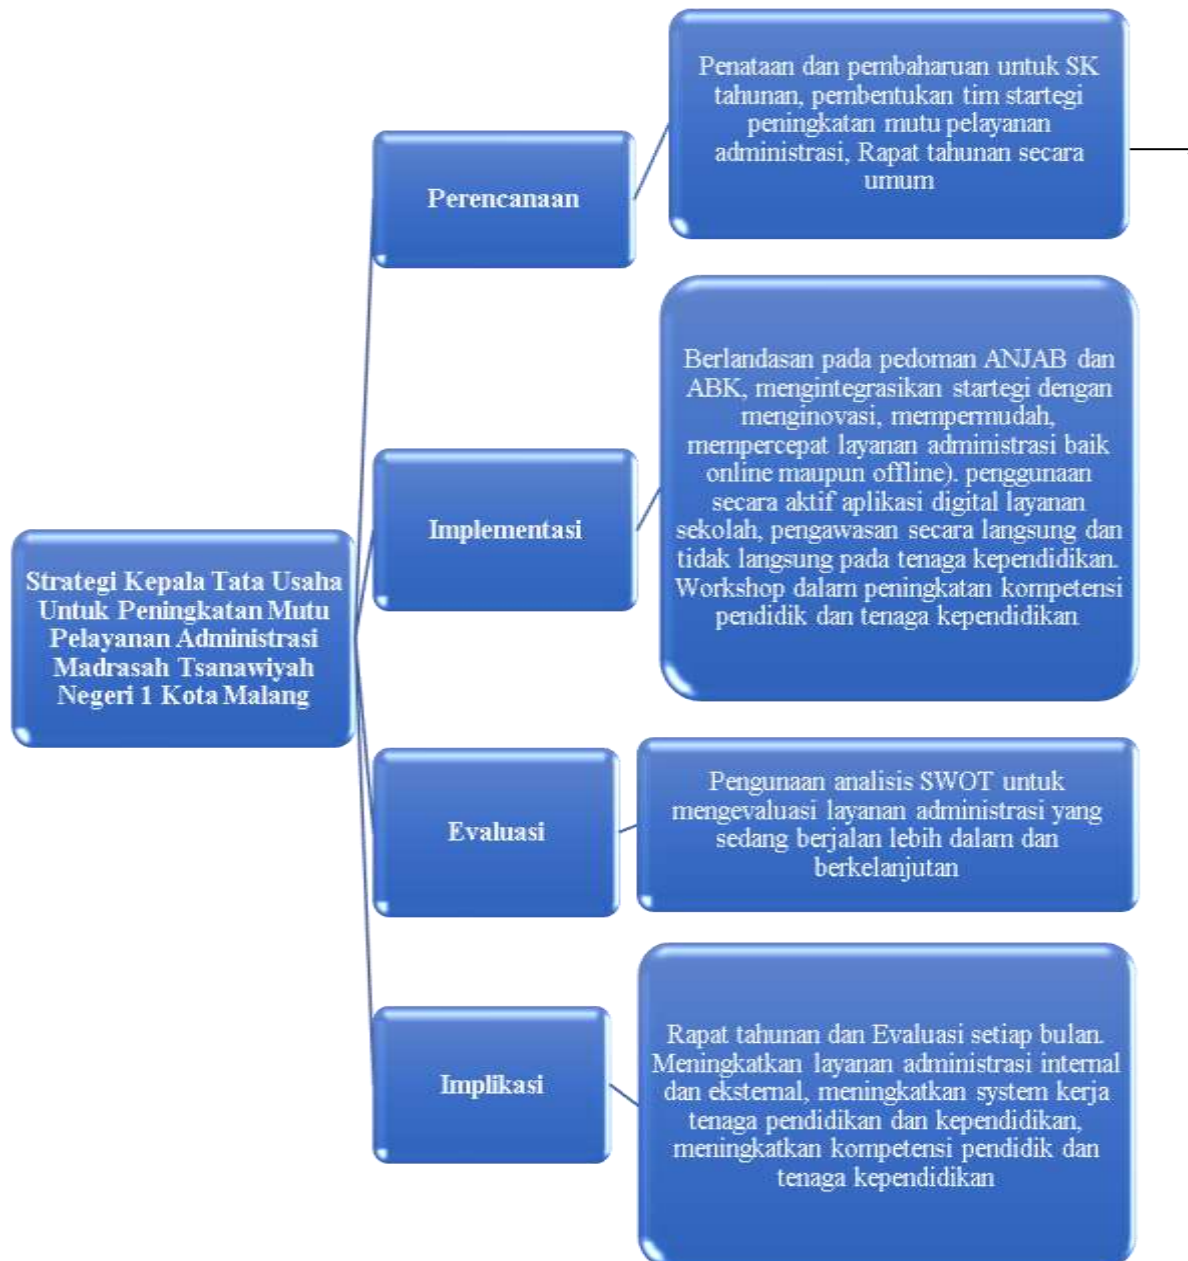 Strategi Kepala Tata Usaha
Untuk Peningkatan Mutu
Pelayanan Administrasi
Madrasah Tsanawiyah
Negeri 1 Kota Malang
Perencanaan
Penataan dan pembaharuan untuk SK
tahunan, pembentukan tim startegi
peningkatan mutu pelayanan
administrasi, Rapat tahunan secara
umum
Implementasi
Berlandasan pada pedoman ANJAB dan
ABK, mengintegrasikan startegi dengan
menginovasi, mempermudah,
mempercepat layanan administrasi baik
online maupun offline). penggunaan
secara aktif aplikasi digital layanan
sekolah, pengawasan secara langsung dan
tidak langsung pada tenaga kependidikan.
Workshop dalam peningkatan kompetensi
pendidik dan tenaga kependidikan
Evaluasi
Pengunaan analisis SWOT untuk
mengevaluasi layanan administrasi yang
sedang berjalan lebih dalam dan
berkelanjutan
Implikasi
Rapat tahunan dan Evaluasi setiap bulan.
Meningkatkan layanan administrasi internal
dan eksternal, meningkatkan system kerja
tenaga pendidikan dan kependidikan,
meningkatkan kompetensi pendidik dan
tenaga kependidikan